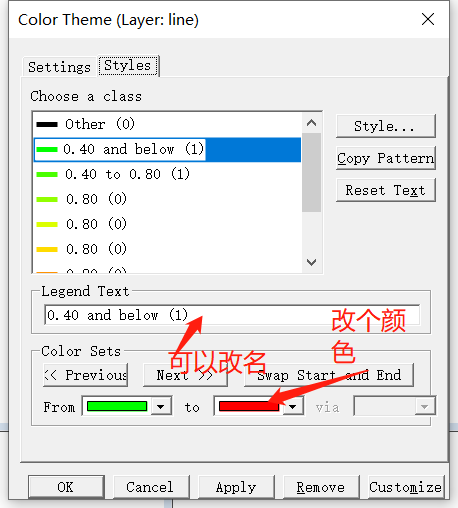 Color Theme (Layer: line)
Settings Styles
Choose a class
Other (0)
0.40 and below (1)
0.40 to 0.80 (1)
0.80 (0)
0.80 (0)
0.80 (0)
0.80 (0)
Style...
Copy Pattern
Reset Text
Legend Text
0.40 and below (1)
可以改名
改个颜
色
Color Sets
<< Previous Next >> Swap Start and End
From to via
OK Cancel Apply Remove Customize